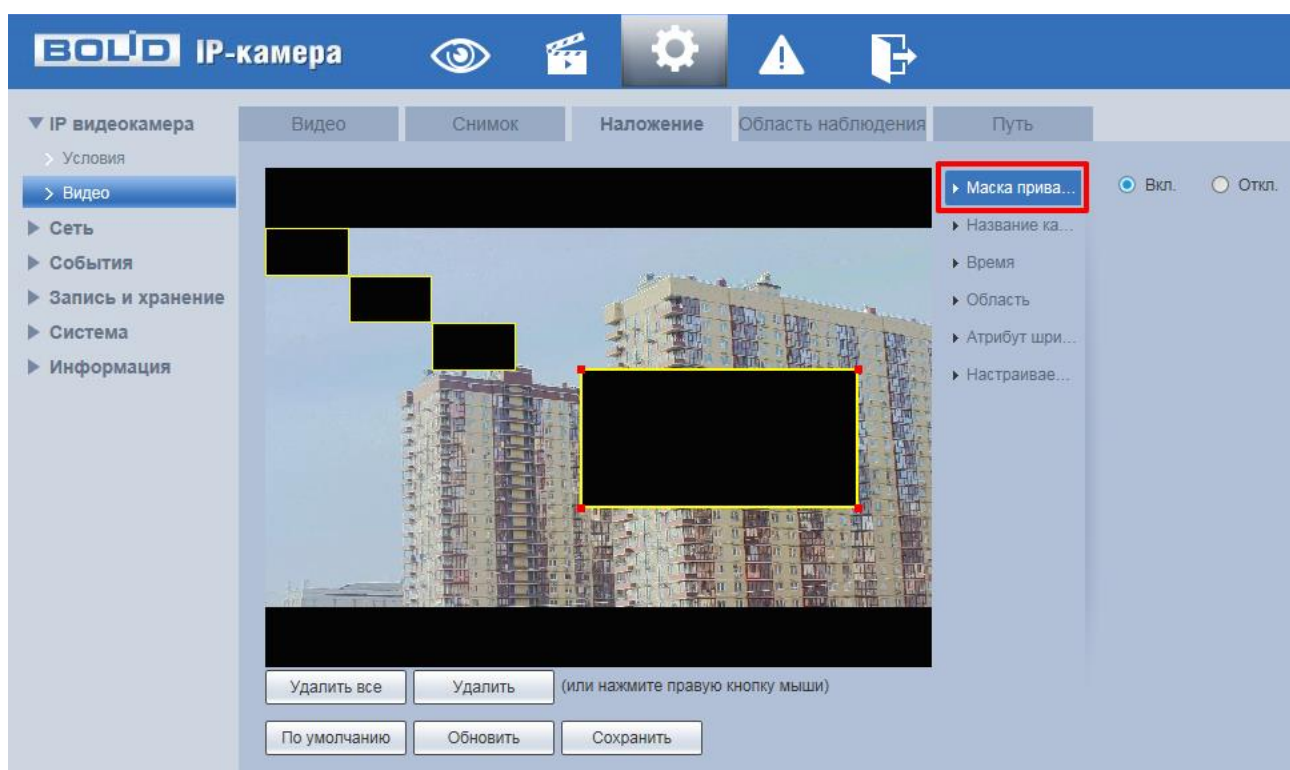 BOLID IP-камера
IP видеокамера
Условия
Видео
Сеть
События
Запись и хранение
Система
Информация
Видео
Снимок
Наложение
Область наблюдения
Путь
Маска прива...
Название ка...
Время
Область
Атрибут шри...
Настраивае...
Вкл.
Откл.
Удалить все
Удалить
(или нажмите правую кнопку мыши)
По умолчанию
Обновить
Сохранить